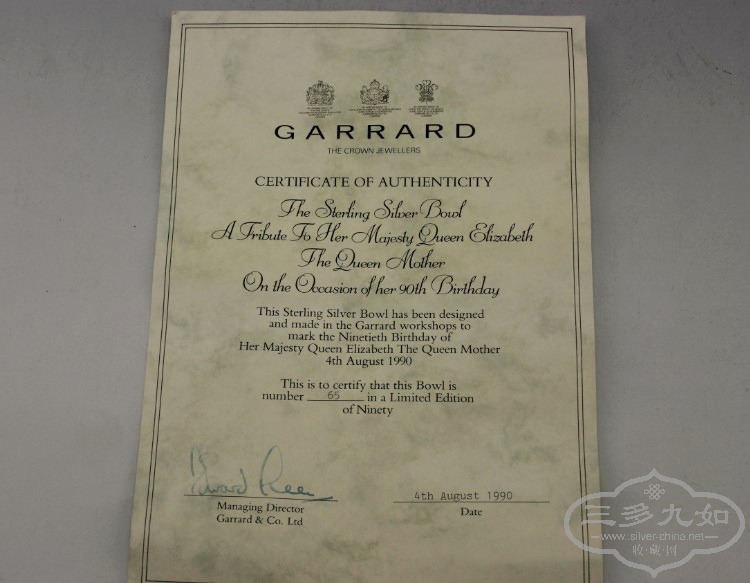 GARRARD
THE CROWN JEWELLERS
CERTIFICATE OF AUTHENTICITY
The Sterling Silver Bowl
A Tribute To Her Majesty Queen Elizabeth
The Queen Mother
On the Occasion of her 90th Birthday
This Sterling Silver Bowl has been designed
and made in the Garrard workshops to
mark the Ninetieth Birthday of
Her Majesty Queen Elizabeth The Queen Mother
4th August 1990
This is to certify that this Bowl is
number 65 in a Limited Edition
of Ninety
Managing Director
Garrard & Co. Ltd
4th August 1990
Date
三多九如
www.silver-china.net
收·藏·网